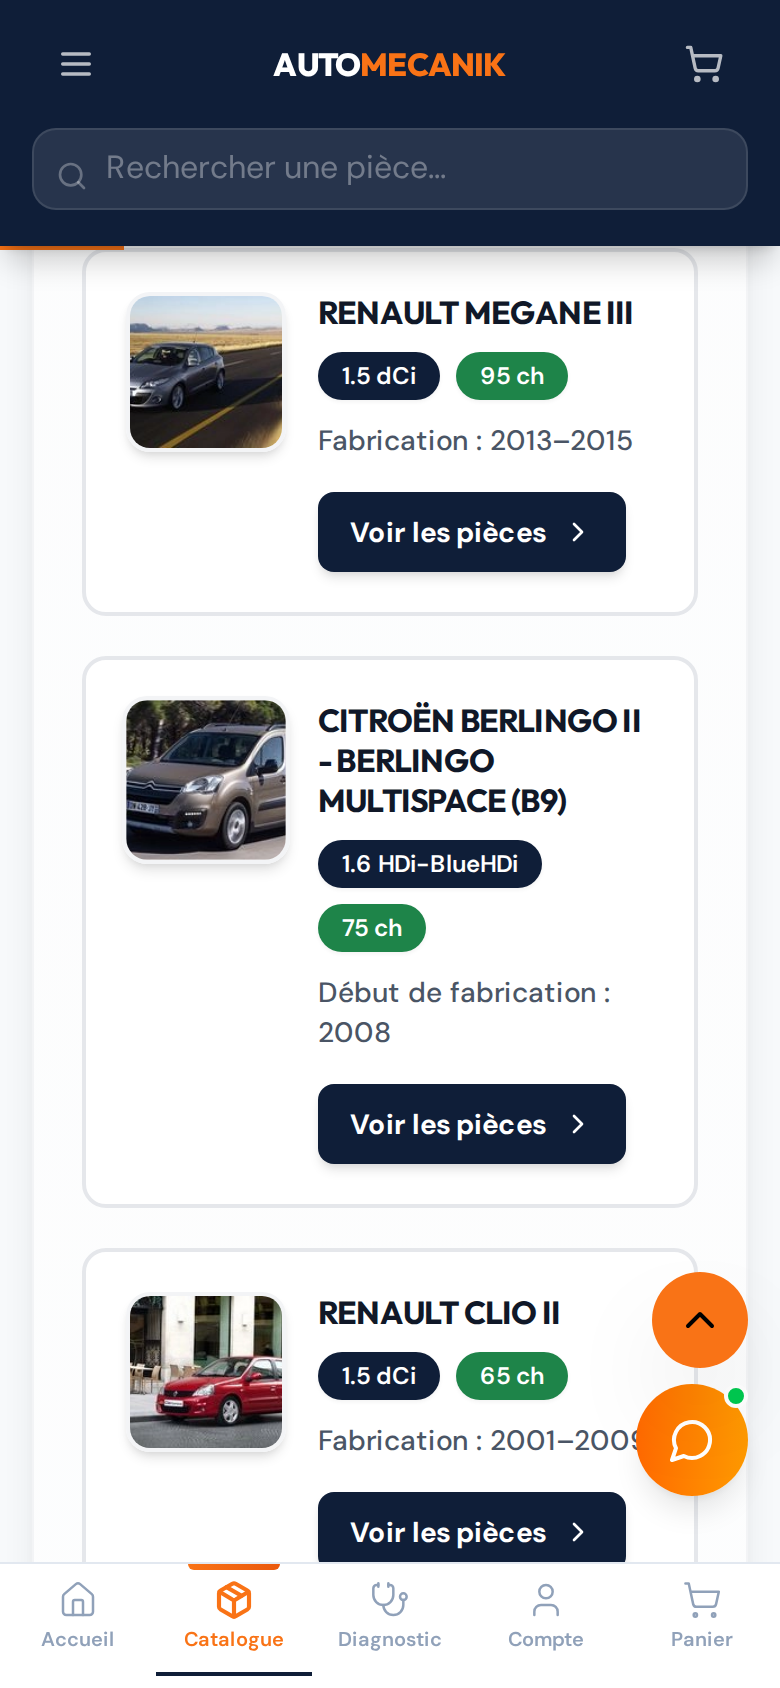 AUTOMECANIK
Rechercher une pièce...
RENAULT MEGANE III
1.5 dCi 95 ch
Fabrication : 2013–2015
Voir les pièces
CITROËN BERLINGO II
- BERLINGO
MULTISPACE (B9)
1.6 HDi-BlueHDi
75 ch
Début de fabrication :
2008
Voir les pièces
RENAULT CLIO II
1.5 dCi 65 ch
Fabrication : 2001–2009
Voir les pièces
Accueil Catalogue Diagnostic Compte Panier